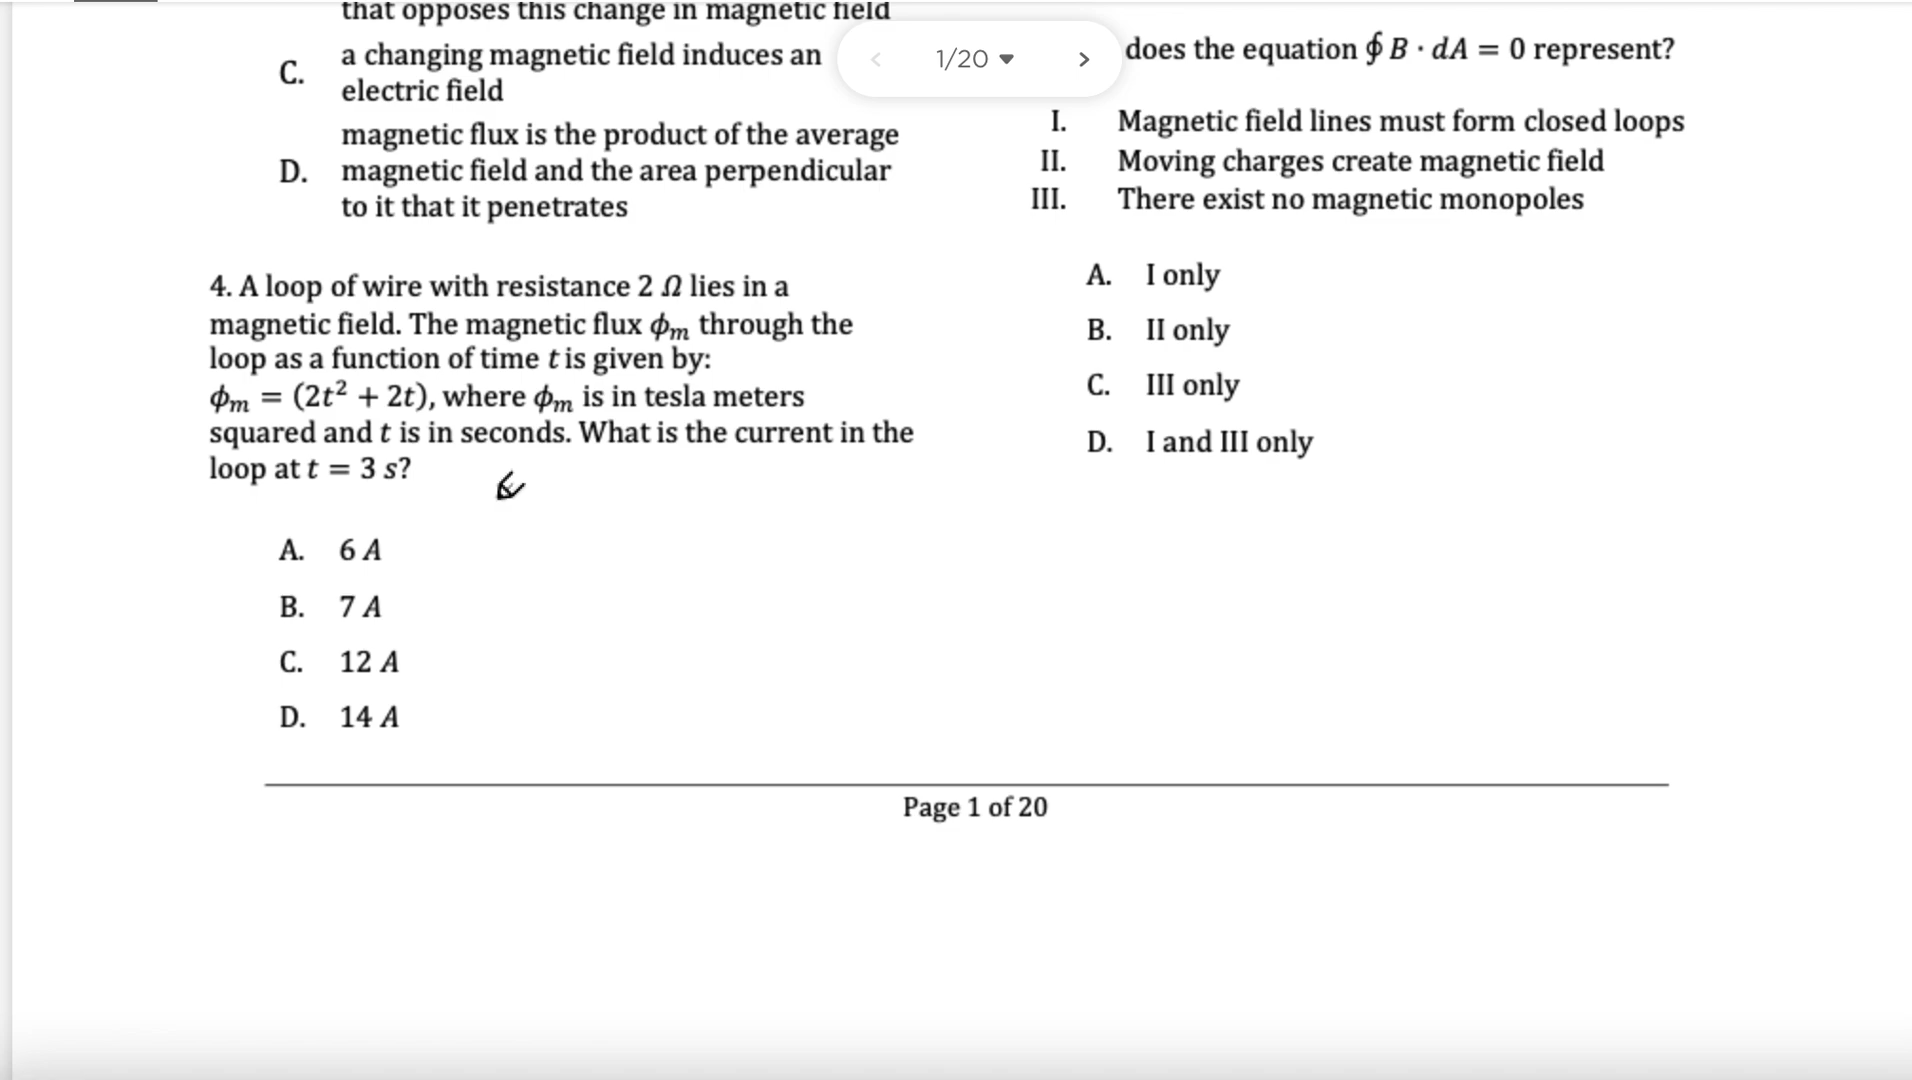 that opposes this change in magnetic field
C. a changing magnetic field induces an
electric field
magnetic flux is the product of the average
D. magnetic field and the area perpendicular
to it that it penetrates
4. A loop of wire with resistance 2 Ω lies in a
magnetic field. The magnetic flux ϕm through the
loop as a function of time t is given by:
ϕm = (2t² + 2t), where ϕm is in tesla meters
squared and t is in seconds. What is the current in the
loop at t = 3 s?
A. 6 A
B. 7 A
C. 12 A
D. 14 A
1/20
does the equation ∮ B · dA = 0 represent?
I. Magnetic field lines must form closed loops
II. Moving charges create magnetic field
III. There exist no magnetic monopoles
A. I only
B. II only
C. III only
D. I and III only
Page 1 of 20